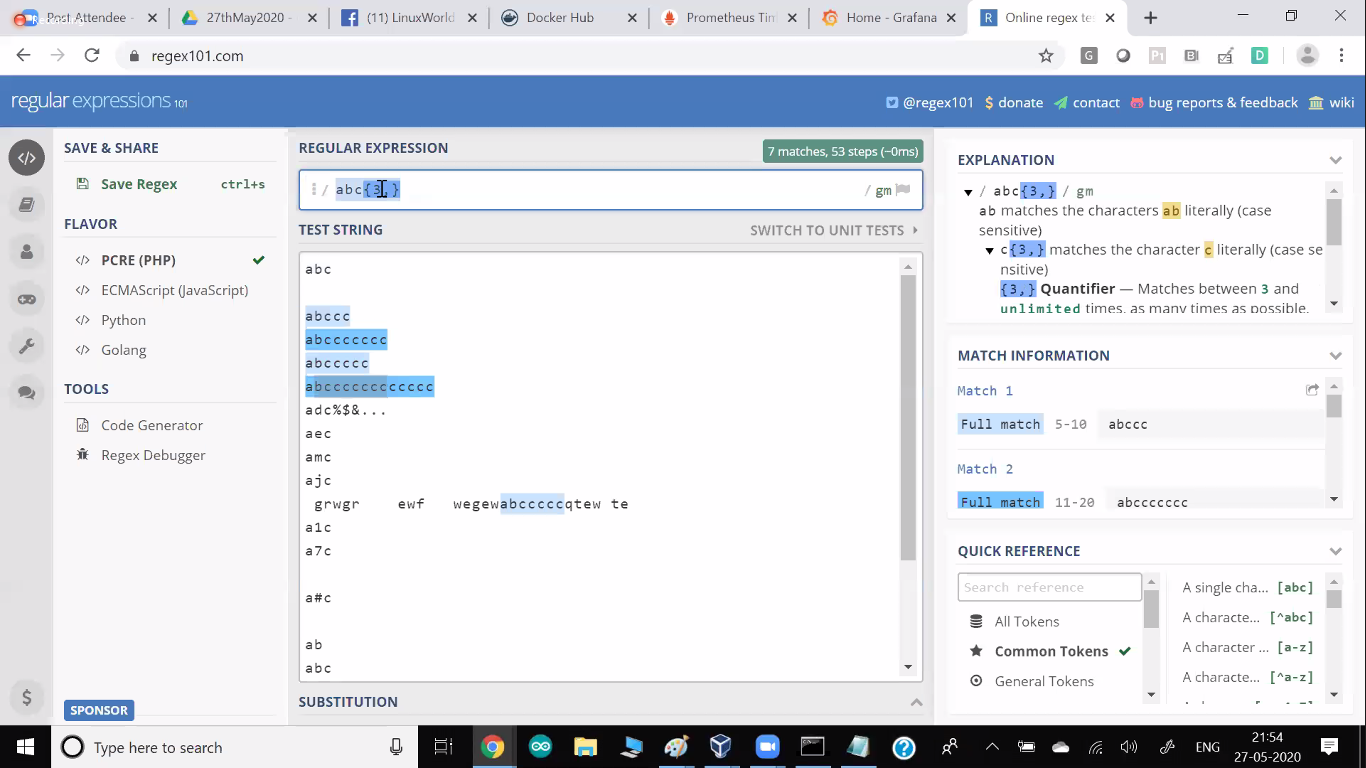 27thMay2020 -
(11) LinuxWorld
Docker Hub
Prometheus Tim
Home - Grafana
Online regex te
regex101.com
regular expressions 101
@regex101
donate
contact
bug reports & feedback
wiki
SAVE & SHARE
Save Regex
ctrl+s
FLAVOR
PCRE (PHP)
ECMAScript (JavaScript)
Python
Golang
TOOLS
Code Generator
Regex Debugger
SPONSOR
REGULAR EXPRESSION
7 matches, 53 steps (~0ms)
/ abc{3,}
/ gm
TEST STRING
SWITCH TO UNIT TESTS
abc
abccc
abccccccc
abccccc
abcccccccccccc
adc%$&...
aec
amc
ajc
grwgr ewf wegewabcccccqtew te
a1c
a7c
a#c
ab
abc
SUBSTITUTION
EXPLANATION
/ abc{3,} / gm
ab matches the characters ab literally (case
sensitive)
c{3,} matches the character c literally (case se
nsitive)
{3,} Quantifier — Matches between 3 and
unlimited times, as many times as possible,
MATCH INFORMATION
Match 1
Full match 5-10 abccc
Match 2
Full match 11-20 abccccccc
QUICK REFERENCE
Search reference
All Tokens
Common Tokens
General Tokens
A single cha... [abc]
A characte... [^abc]
A character ... [a-z]
A characte... [^a-z]
Type here to search
ENG
21:54
27-05-2020